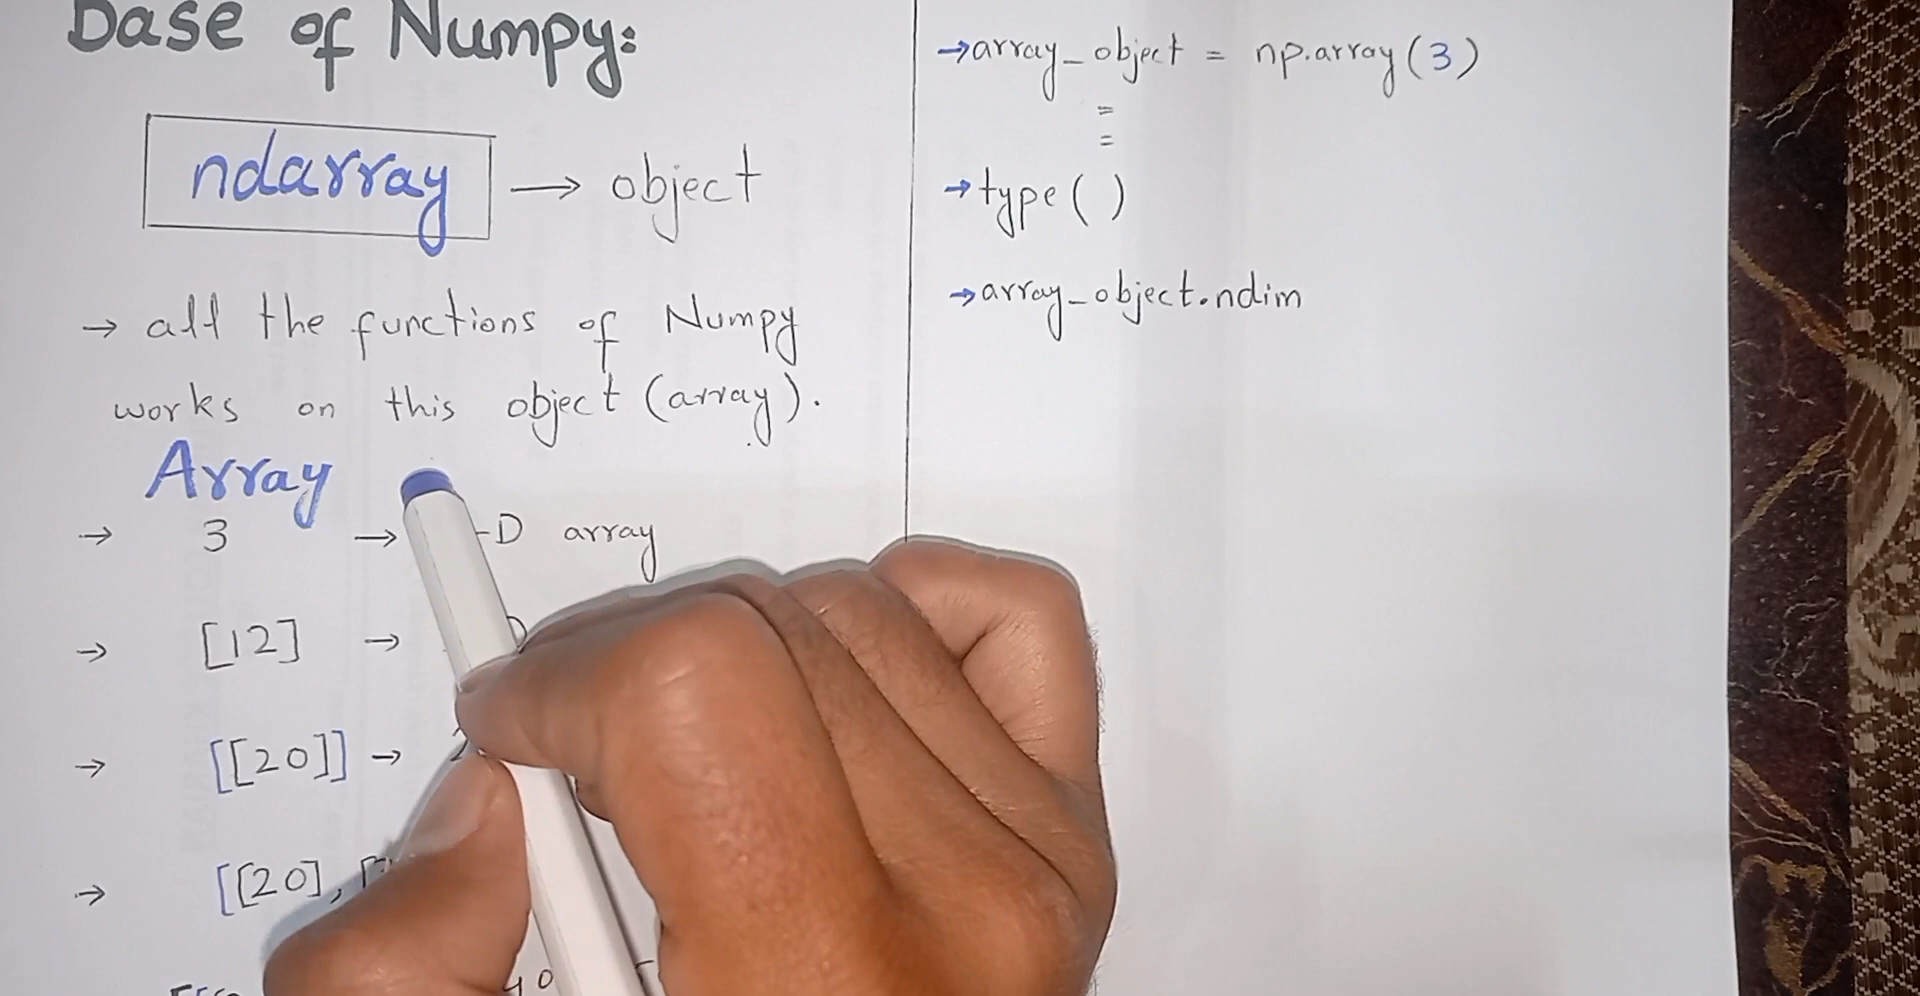 Base of Numpy:
ndarray → object
→ all the functions of Numpy
works on this object (array).
Array
→ 3 → -D array
→ [12] →
→ [[20]] →
→ [[20],
40
→array_object = np.array(3)
=
=
→type( )
→array_object.ndim